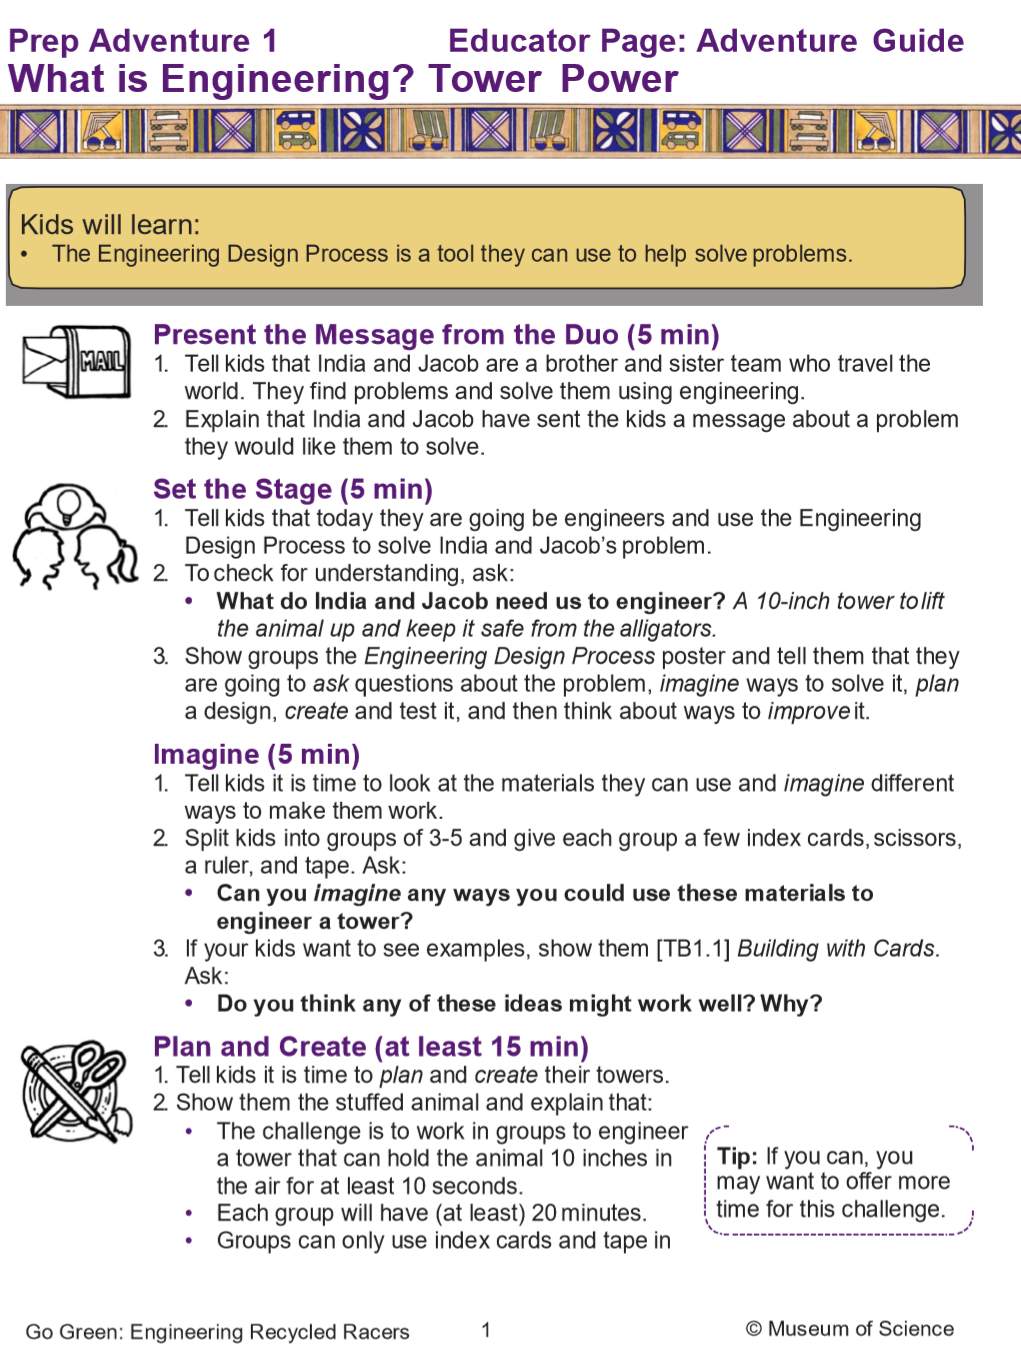 Prep Adventure 1 Educator Page: Adventure Guide
What is Engineering? Tower Power
Kids will learn:
• The Engineering Design Process is a tool they can use to help solve problems.
MAIL
Present the Message from the Duo (5 min)
1. Tell kids that India and Jacob are a brother and sister team who travel the
world. They find problems and solve them using engineering.
2. Explain that India and Jacob have sent the kids a message about a problem
they would like them to solve.
Set the Stage (5 min)
1. Tell kids that today they are going be engineers and use the Engineering
Design Process to solve India and Jacob's problem.
2. To check for understanding, ask:
• What do India and Jacob need us to engineer? A 10-inch tower to lift
the animal up and keep it safe from the alligators.
3. Show groups the Engineering Design Process poster and tell them that they
are going to ask questions about the problem, imagine ways to solve it, plan
a design, create and test it, and then think about ways to improve it.
Imagine (5 min)
1. Tell kids it is time to look at the materials they can use and imagine different
ways to make them work.
2. Split kids into groups of 3-5 and give each group a few index cards, scissors,
a ruler, and tape. Ask:
• Can you imagine any ways you could use these materials to
engineer a tower?
3. If your kids want to see examples, show them [TB1.1] Building with Cards.
Ask:
• Do you think any of these ideas might work well? Why?
Plan and Create (at least 15 min)
1. Tell kids it is time to plan and create their towers.
2. Show them the stuffed animal and explain that:
• The challenge is to work in groups to engineer
a tower that can hold the animal 10 inches in
the air for at least 10 seconds.
• Each group will have (at least) 20 minutes.
• Groups can only use index cards and tape in
Tip: If you can, you
may want to offer more
time for this challenge.
Go Green: Engineering Recycled Racers 1 © Museum of Science